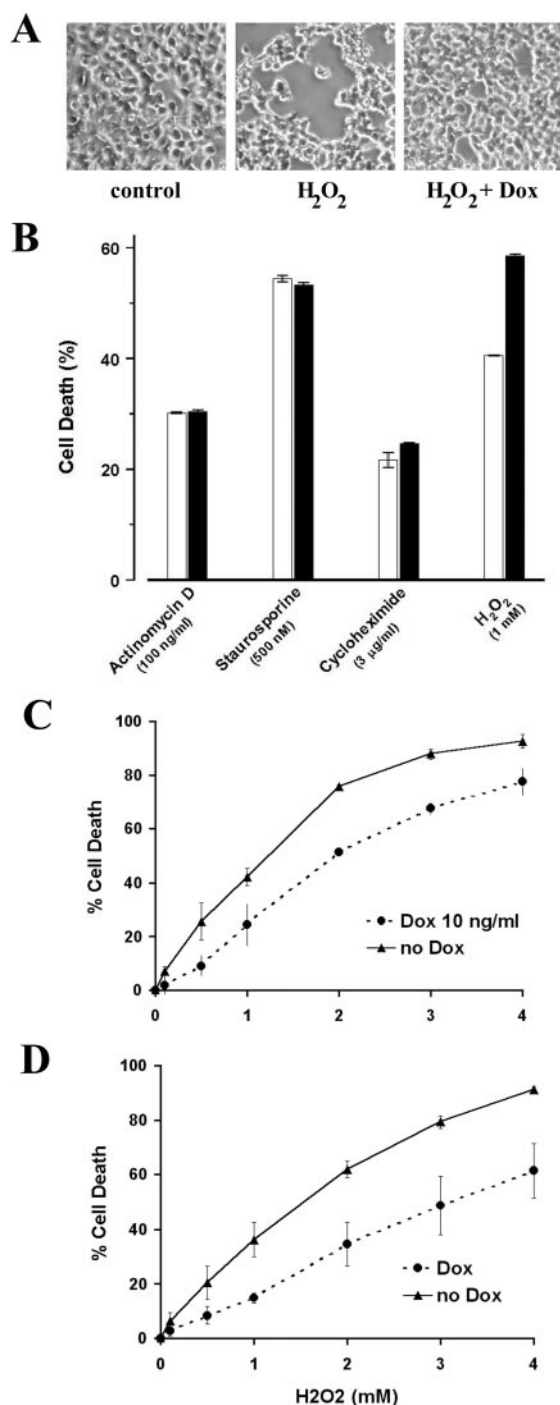 A
control
H2O2
H2O2 + Dox
B
Cell Death (%)
60
40
20
0
Actinomycin D
(100 ng/ml)
Staurosporine
(500 nM)
Cycloheximide
(3 µg/ml)
H2O2
(1 mM)
C
% Cell Death
100
80
60
40
20
0
Dox 10 ng/ml
no Dox
0 1 2 3 4
D
% Cell Death
100
80
60
40
20
0
Dox
no Dox
0 1 2 3 4
H2O2 (mM)